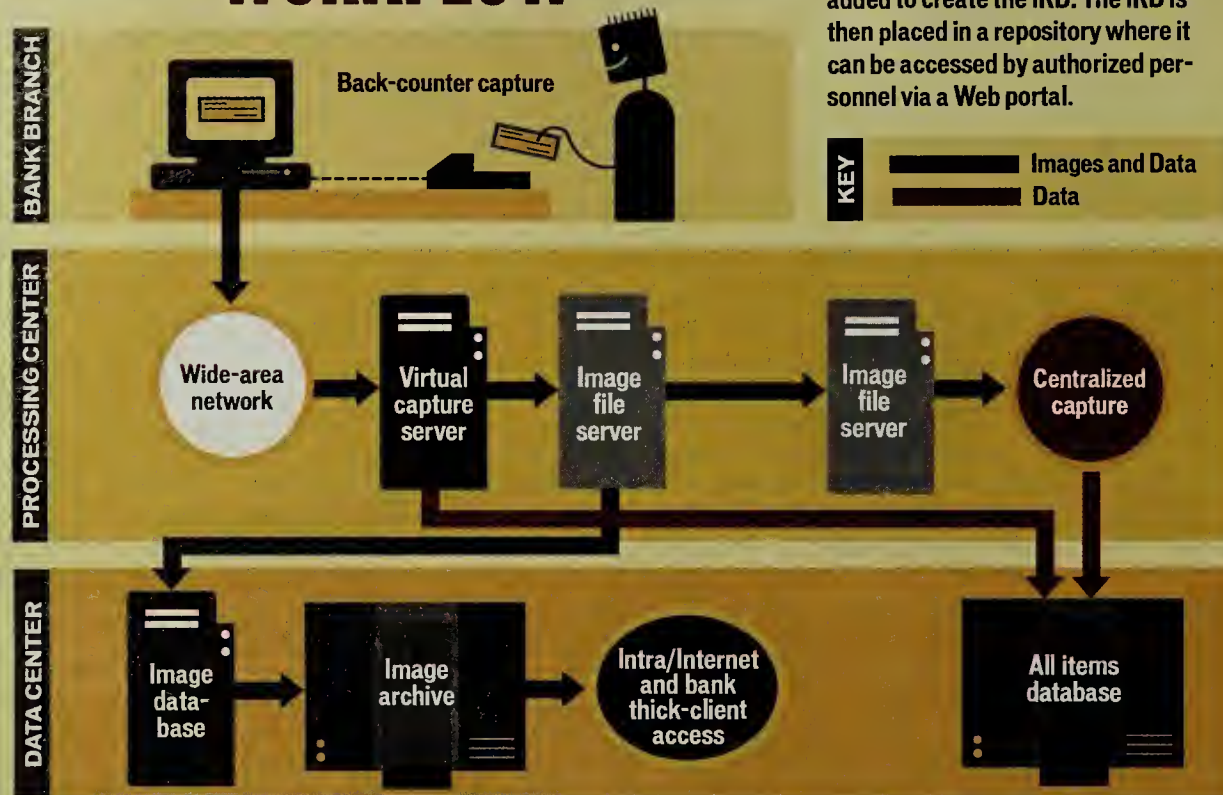 WORKFLOW
added to create the IRD. The IRD is
then placed in a repository where it
can be accessed by authorized per-
sonnel via a Web portal.
BANK BRANCH
Back-counter capture
KEY
Images and Data
Data
PROCESSING CENTER
Wide-area
network
Virtual
capture
server
Image
file
server
Image
file
server
Centralized
capture
DATA CENTER
Image
data-
base
Image
archive
Intra/Internet
and bank
thick-client
access
All items
database